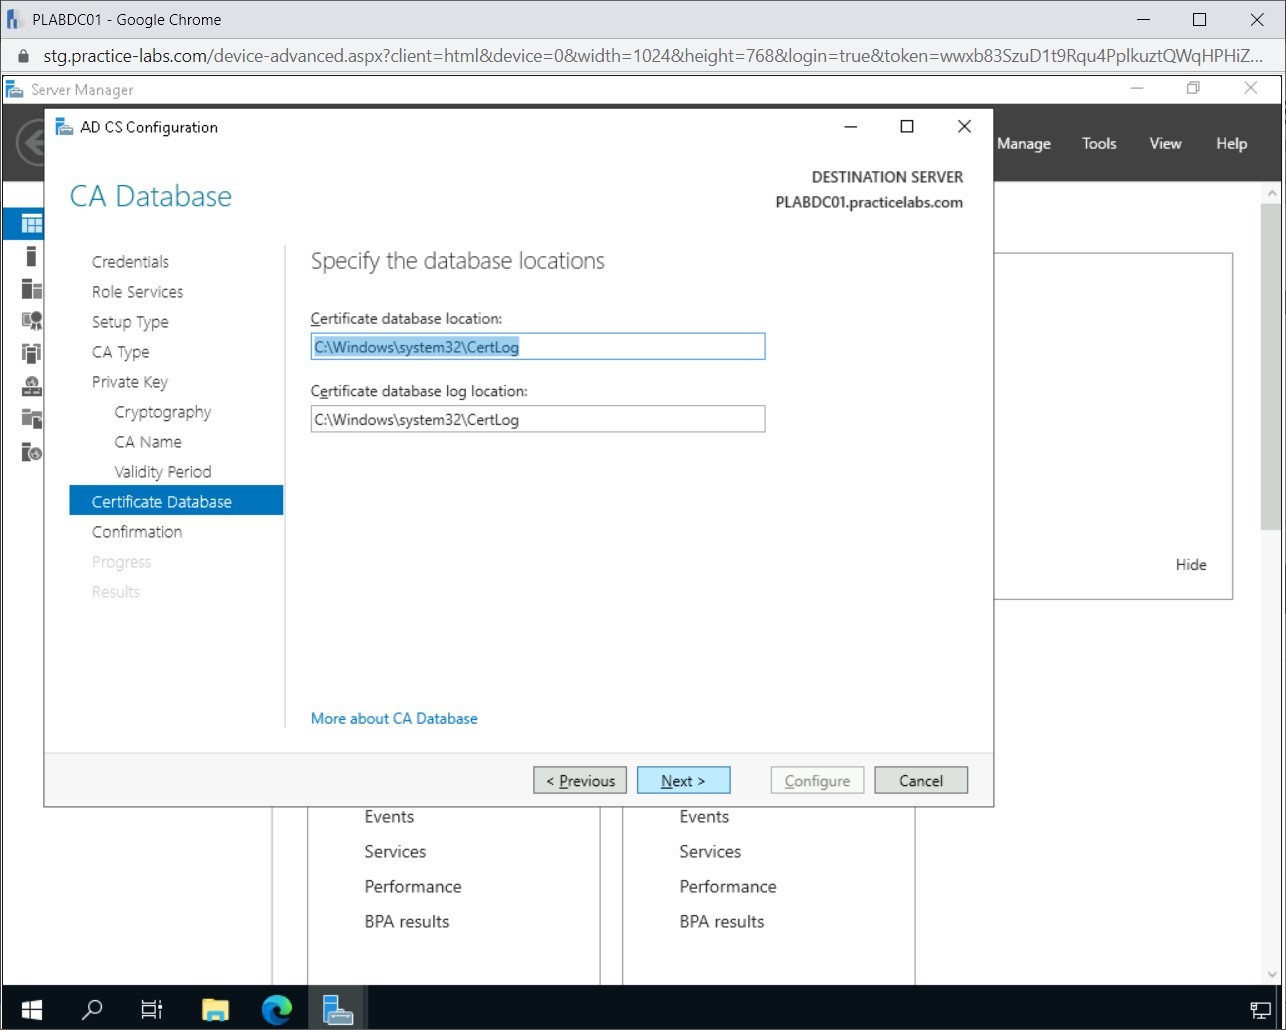 PLABDC01 - Google Chrome
stg.practice-labs.com/device-advanced.aspx?client=html&device=0&width=1024&height=768&login=true&token=wwxb83SzuD1t9Rqu4PplkuztQWqHPHiZ...
Server Manager
Manage Tools View Help
AD CS Configuration
CA Database
DESTINATION SERVER
PLABDC01.practicelabs.com
Credentials
Role Services
Setup Type
CA Type
Private Key
Cryptography
CA Name
Validity Period
Certificate Database
Confirmation
Progress
Results
Specify the database locations
Certificate database location:
C:\Windows\system32\CertLog
Certificate database log location:
C:\Windows\system32\CertLog
More about CA Database
< Previous Next > Configure Cancel
Hide
Events Events
Services Services
Performance Performance
BPA results BPA results